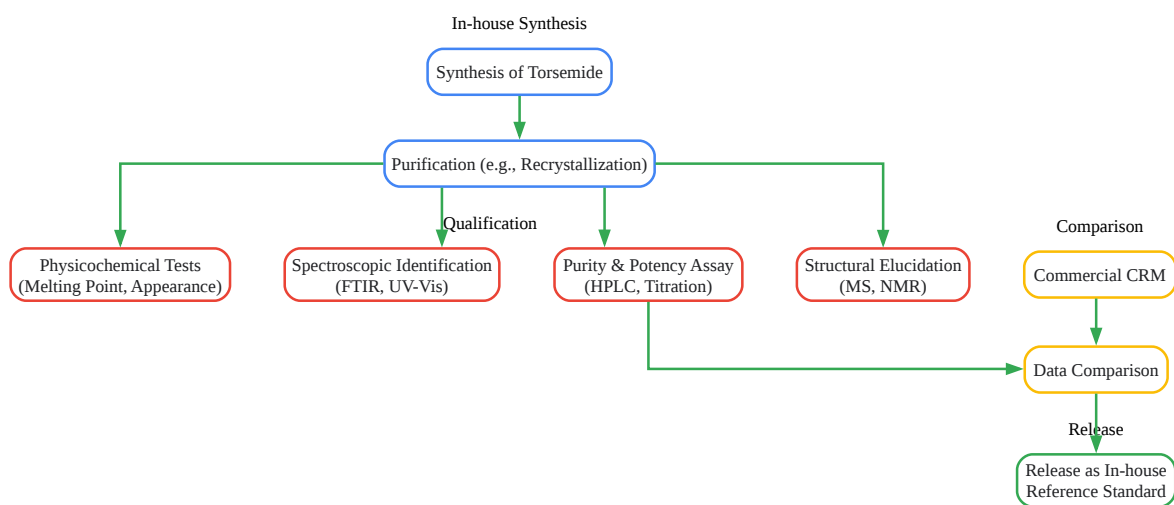 In-house Synthesis
Synthesis of Torsemide
Purification (e.g., Recrystallization)
Qualification
Comparison
Physicochemical Tests
(Melting Point, Appearance)
Spectroscopic Identification
(FTIR, UV-Vis)
Purity & Potency Assay
(HPLC, Titration)
Structural Elucidation
(MS, NMR)
Commercial CRM
Data Comparison
Release
Release as In-house
Reference Standard